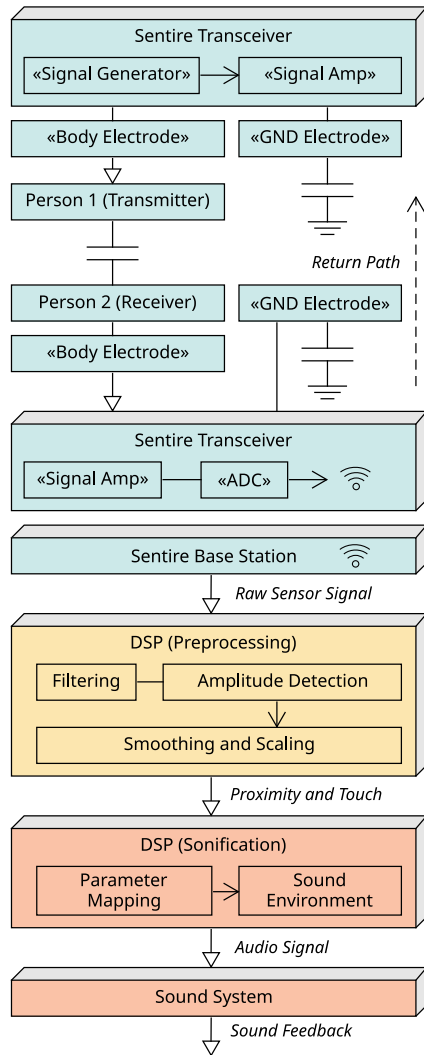 Sentire Transceiver
«Signal Generator»
«Signal Amp»
«Body Electrode»
«GND Electrode»
Person 1 (Transmitter)
Return Path
Person 2 (Receiver)
«GND Electrode»
«Body Electrode»
Sentire Transceiver
«Signal Amp»
«ADC»
Sentire Base Station
Raw Sensor Signal
DSP (Preprocessing)
Filtering
Amplitude Detection
Smoothing and Scaling
Proximity and Touch
DSP (Sonification)
Parameter
Mapping
Sound
Environment
Audio Signal
Sound System
Sound Feedback